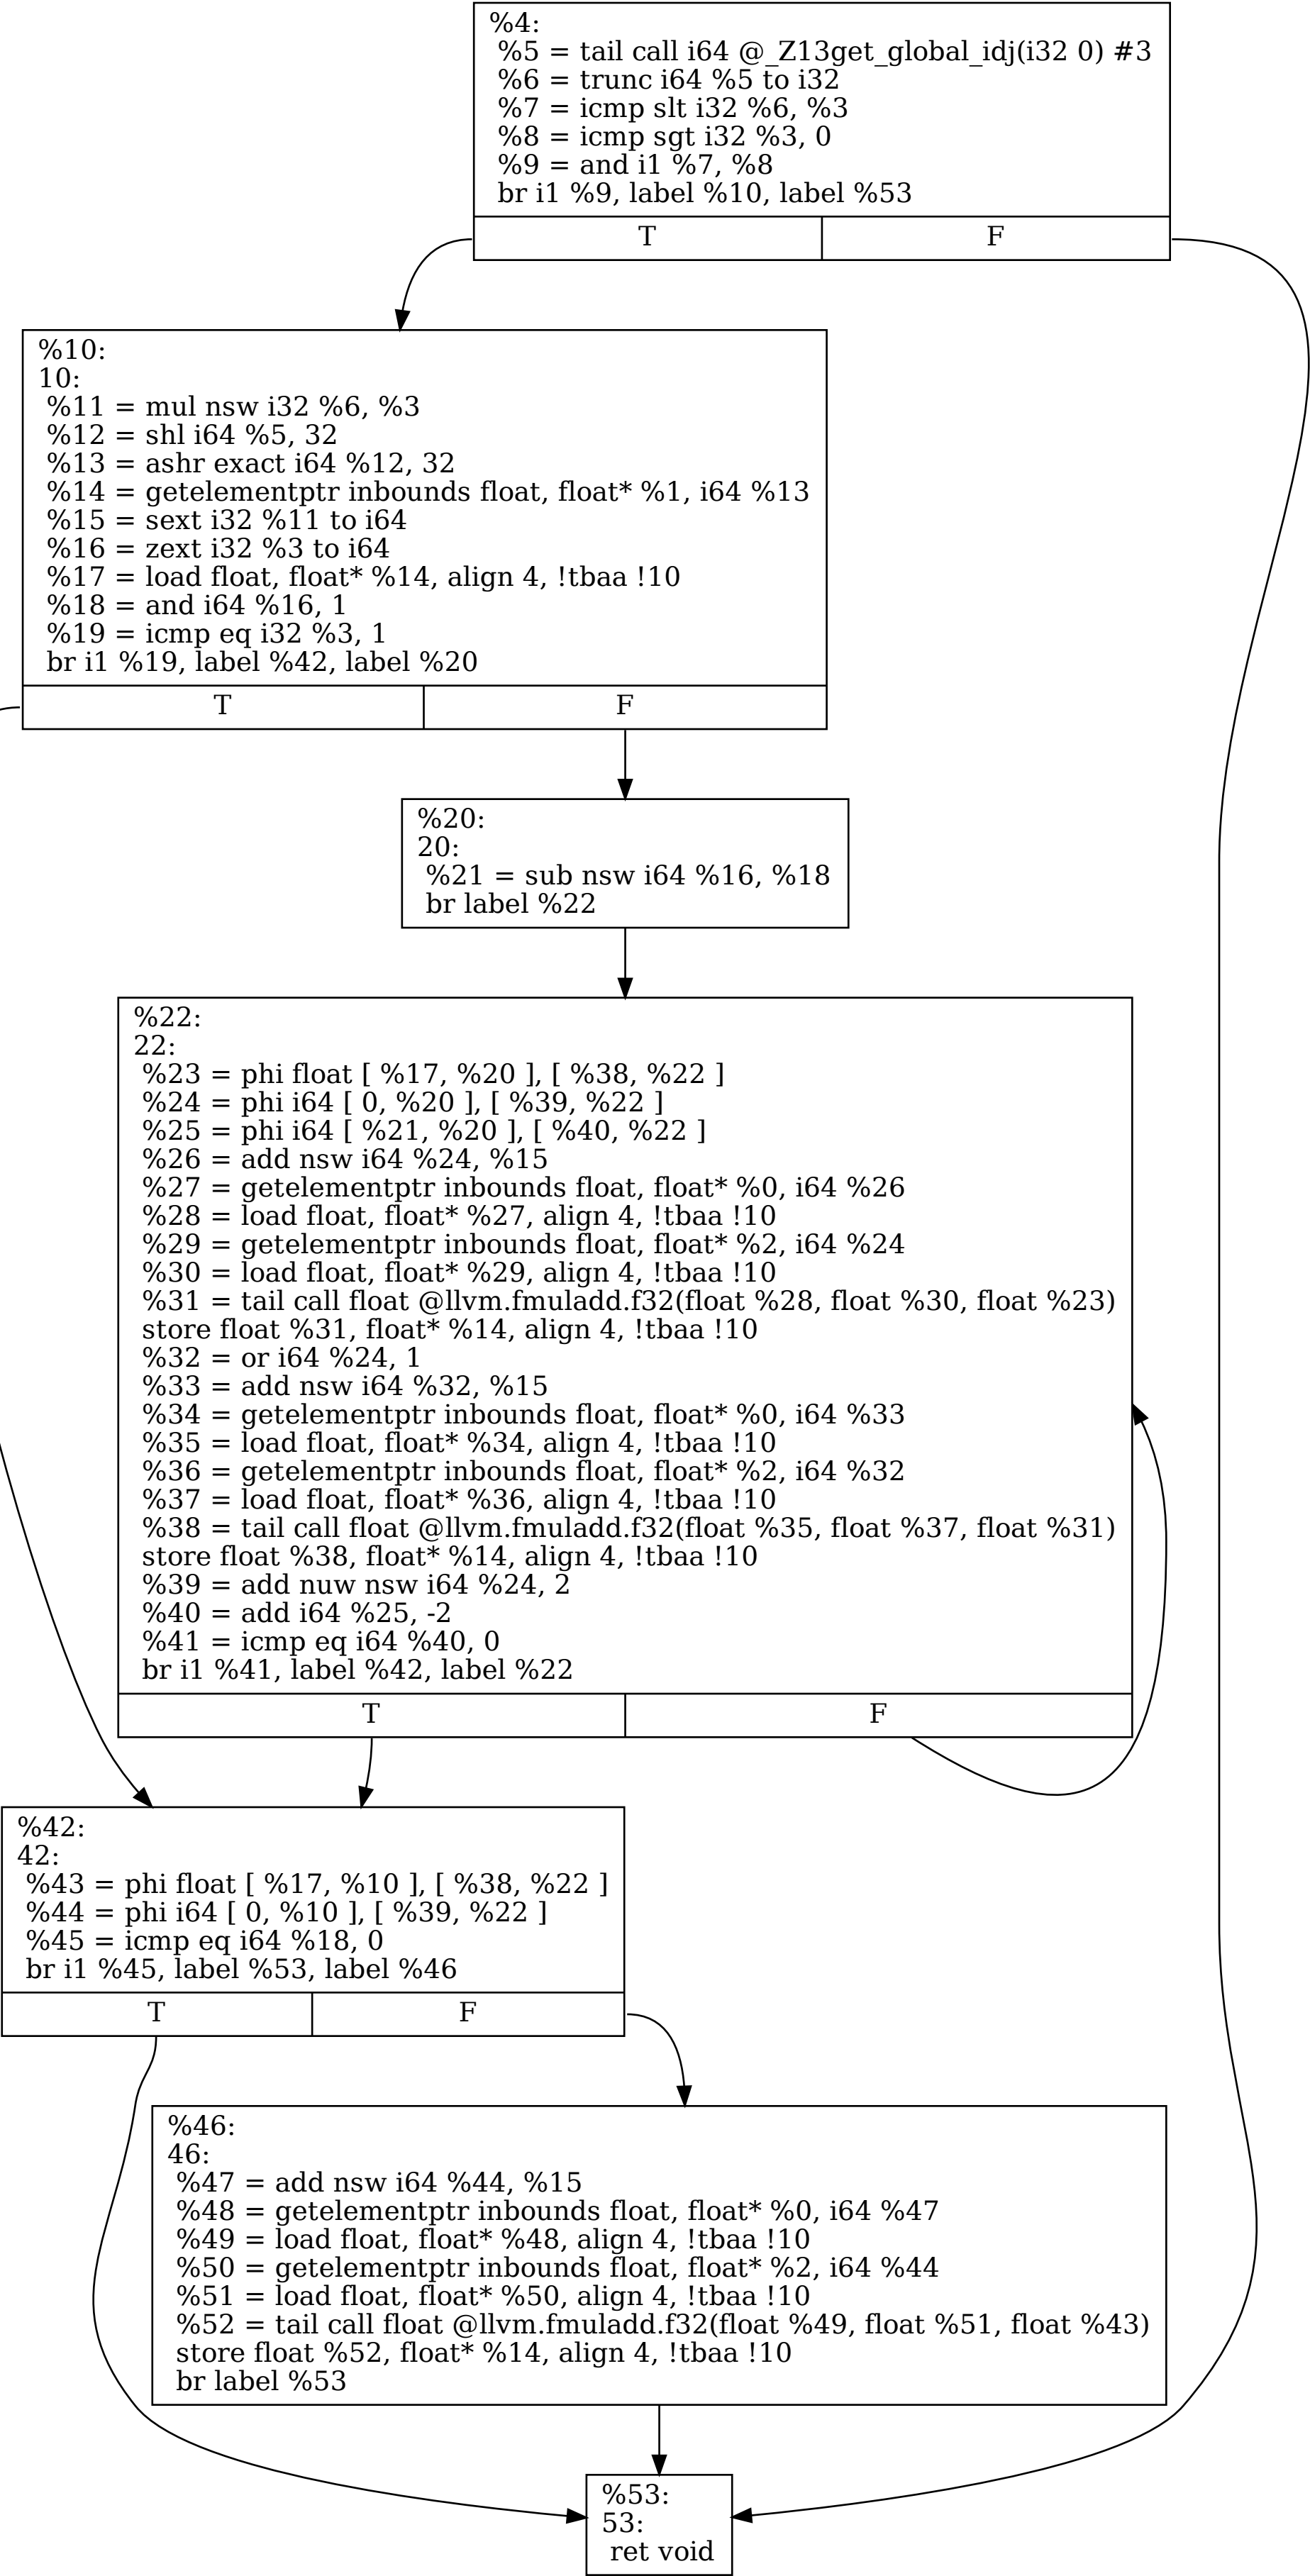 %4:
%5 = tail call i64 @_Z13get_global_idj(i32 0) #3
%6 = trunc i64 %5 to i32
%7 = icmp slt i32 %6, %3
%8 = icmp sgt i32 %3, 0
%9 = and i1 %7, %8
br i1 %9, label %10, label %53
T
F
%10:
10:
%11 = mul nsw i32 %6, %3
%12 = shl i64 %5, 32
%13 = ashr exact i64 %12, 32
%14 = getelementptr inbounds float, float* %1, i64 %13
%15 = sext i32 %11 to i64
%16 = zext i32 %3 to i64
%17 = load float, float* %14, align 4, !tbaa !10
%18 = and i64 %16, 1
%19 = icmp eq i32 %3, 1
br i1 %19, label %42, label %20
T
F
%20:
20:
%21 = sub nsw i64 %16, %18
br label %22
%22:
22:
%23 = phi float [ %17, %20 ], [ %38, %22 ]
%24 = phi i64 [ 0, %20 ], [ %39, %22 ]
%25 = phi i64 [ %21, %20 ], [ %40, %22 ]
%26 = add nsw i64 %24, %15
%27 = getelementptr inbounds float, float* %0, i64 %26
%28 = load float, float* %27, align 4, !tbaa !10
%29 = getelementptr inbounds float, float* %2, i64 %24
%30 = load float, float* %29, align 4, !tbaa !10
%31 = tail call float @llvm.fmuladd.f32(float %28, float %30, float %23)
store float %31, float* %14, align 4, !tbaa !10
%32 = or i64 %24, 1
%33 = add nsw i64 %32, %15
%34 = getelementptr inbounds float, float* %0, i64 %33
%35 = load float, float* %34, align 4, !tbaa !10
%36 = getelementptr inbounds float, float* %2, i64 %32
%37 = load float, float* %36, align 4, !tbaa !10
%38 = tail call float @llvm.fmuladd.f32(float %35, float %37, float %31)
store float %38, float* %14, align 4, !tbaa !10
%39 = add nuw nsw i64 %24, 2
%40 = add i64 %25, -2
%41 = icmp eq i64 %40, 0
br i1 %41, label %42, label %22
T
F
%42:
42:
%43 = phi float [ %17, %10 ], [ %38, %22 ]
%44 = phi i64 [ 0, %10 ], [ %39, %22 ]
%45 = icmp eq i64 %18, 0
br i1 %45, label %53, label %46
T
F
%46:
46:
%47 = add nsw i64 %44, %15
%48 = getelementptr inbounds float, float* %0, i64 %47
%49 = load float, float* %48, align 4, !tbaa !10
%50 = getelementptr inbounds float, float* %2, i64 %44
%51 = load float, float* %50, align 4, !tbaa !10
%52 = tail call float @llvm.fmuladd.f32(float %49, float %51, float %43)
store float %52, float* %14, align 4, !tbaa !10
br label %53
%53:
53:
ret void